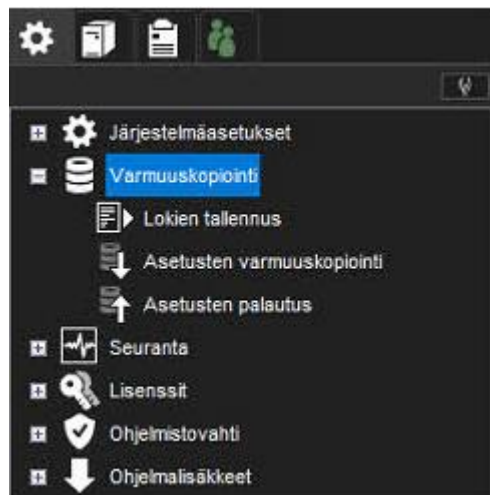 Järjestelmäasetukset
Varmuuskopiointi
Lokien tallennus
Asetusten varmuuskopiointi
Asetusten palautus
Seuranta
Lisenssit
Ohjelmistovahti
Ohjelmalisäkkeet